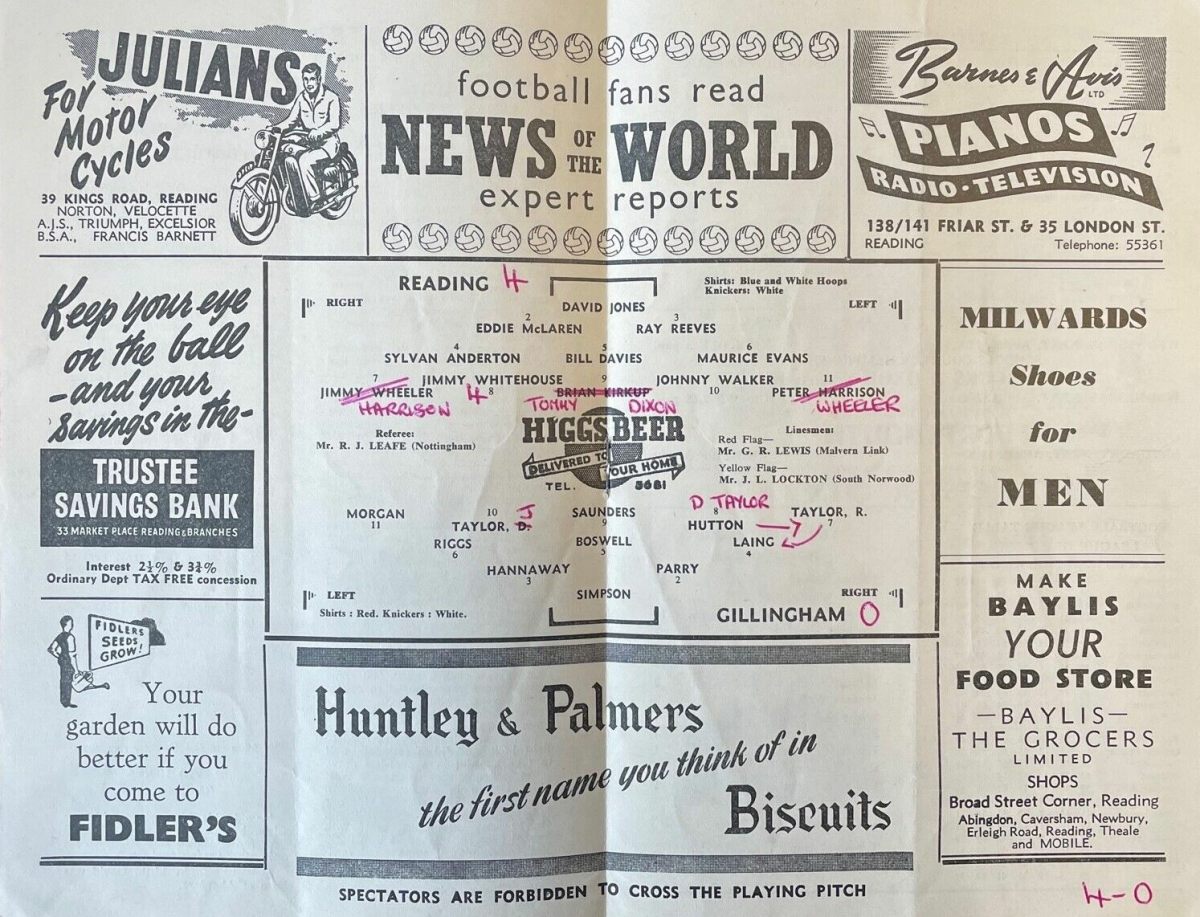 JULIANS
For
Motor
Cycles
39 KINGS ROAD, READING
NORTON, VELOCETTE
A.J.S., TRIUMPH, EXCELSIOR
B.S.A., FRANCIS BARNETT
football fans read
NEWS OF THE WORLD
expert reports
Barnes & Avis
LTD
PIANOS
RADIO · TELEVISION
138/141 FRIAR ST. & 35 LONDON ST.
READING Telephone: 55361
Keep your eye
on the ball
-and your
savings in the-
TRUSTEE
SAVINGS BANK
33 MARKET PLACE READING & BRANCHES
Interest 2½% & 3¾%
Ordinary Dept TAX FREE concession
FIDLERS
SEEDS
GROW!
Your
garden will do
better if you
come to
FIDLER'S
READING 4
Shirts: Blue and White Hoops
Knickers: White
RIGHT
LEFT
DAVID JONES
2 3
EDDIE McLAREN RAY REEVES
4 5 6
SYLVAN ANDERTON BILL DAVIES MAURICE EVANS
7 JIMMY WHITEHOUSE 9 JOHNNY WALKER 11
JIMMY WHEELER 8 BRIAN KIRKUP 10 PETER HARRISON
HARRISON 4 TOMMY DIXON WHEELER
Referee:
Mr. R. J. LEAFE (Nottingham)
HIGGS BEER
DELIVERED TO YOUR HOME
TEL. 3681
Linesmen:
Red Flag—
Mr. G. R. LEWIS (Malvern Link)
Yellow Flag—
Mr. J. L. LOCKTON (South Norwood)
D TAYLOR
MORGAN 10 J SAUNDERS 8 TAYLOR, R.
11 TAYLOR, D. 9 HUTTON 7
RIGGS BOSWELL LAING
6 5 4
HANNAWAY PARRY
3 2
LEFT SIMPSON RIGHT
Shirts : Red. Knickers : White.
GILLINGHAM 0
MILWARDS
Shoes
for
MEN
MAKE
BAYLIS
YOUR
FOOD STORE
—BAYLIS—
THE GROCERS
LIMITED
SHOPS
Broad Street Corner, Reading
Abingdon, Caversham, Newbury,
Erleigh Road, Reading, Theale
and MOBILE.
Huntley & Palmers
the first name you think of in
Biscuits
SPECTATORS ARE FORBIDDEN TO CROSS THE PLAYING PITCH
4-0